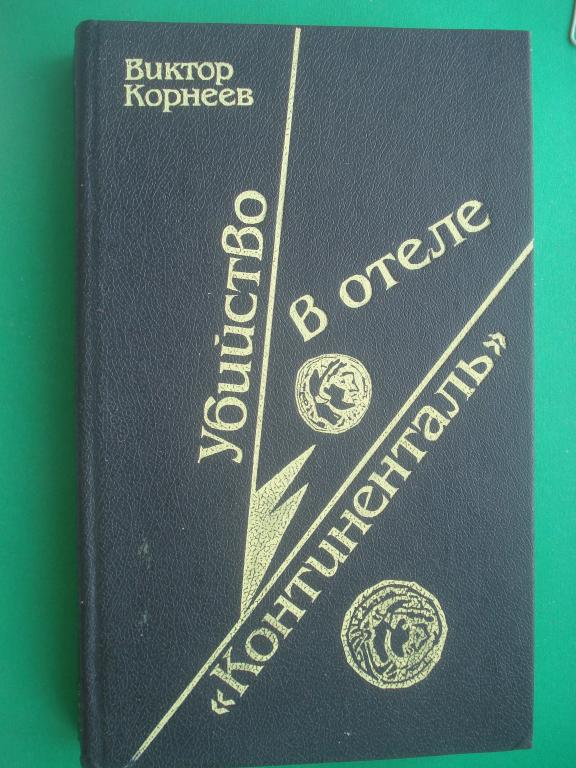 Виктор
Корнеев
Убийство
в отеле
«Континенталь»